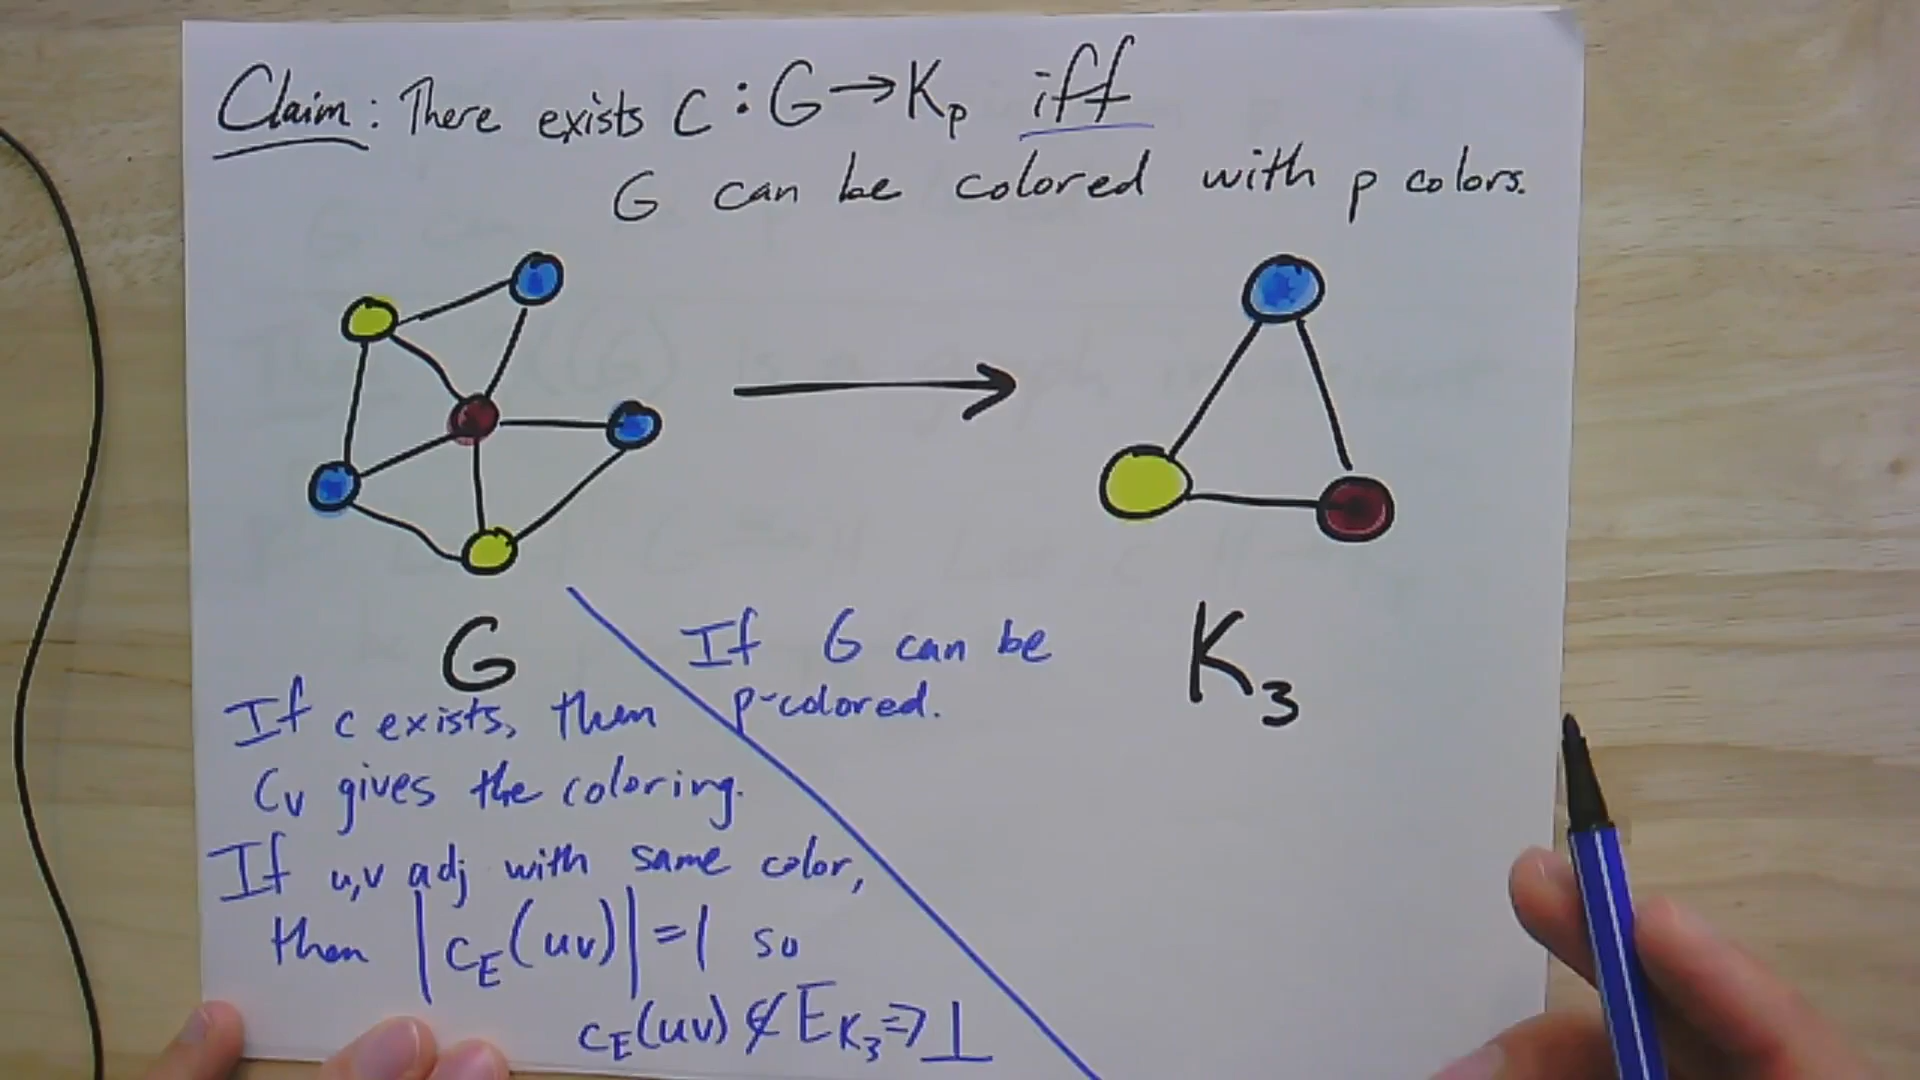 Claim: There exists C : G → Kp iff
G can be colored with p colors.
G
K3
If c exists, then
Cv gives the coloring.
If u,v adj with same color,
then |cE(uv)| = 1 so
cE(uv) ∉ EK3 ⇒ ⊥
If G can be
p-colored.